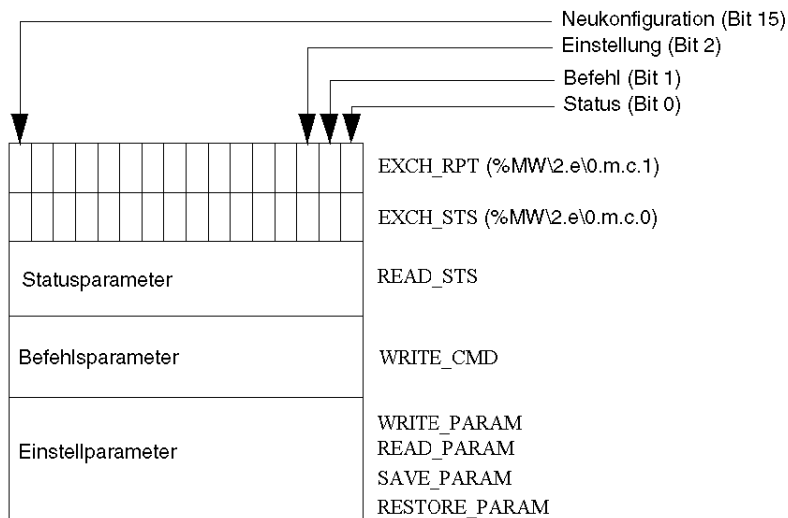 Neukonfiguration (Bit 15)
Einstellung (Bit 2)
Befehl (Bit 1)
Status (Bit 0)
EXCH_RPT (%MW\2.e\0.m.c.1)
EXCH_STS (%MW\2.e\0.m.c.0)
Statusparameter READ_STS
Befehlsparameter WRITE_CMD
WRITE_PARAM
Einstellparameter READ_PARAM
SAVE_PARAM
RESTORE_PARAM